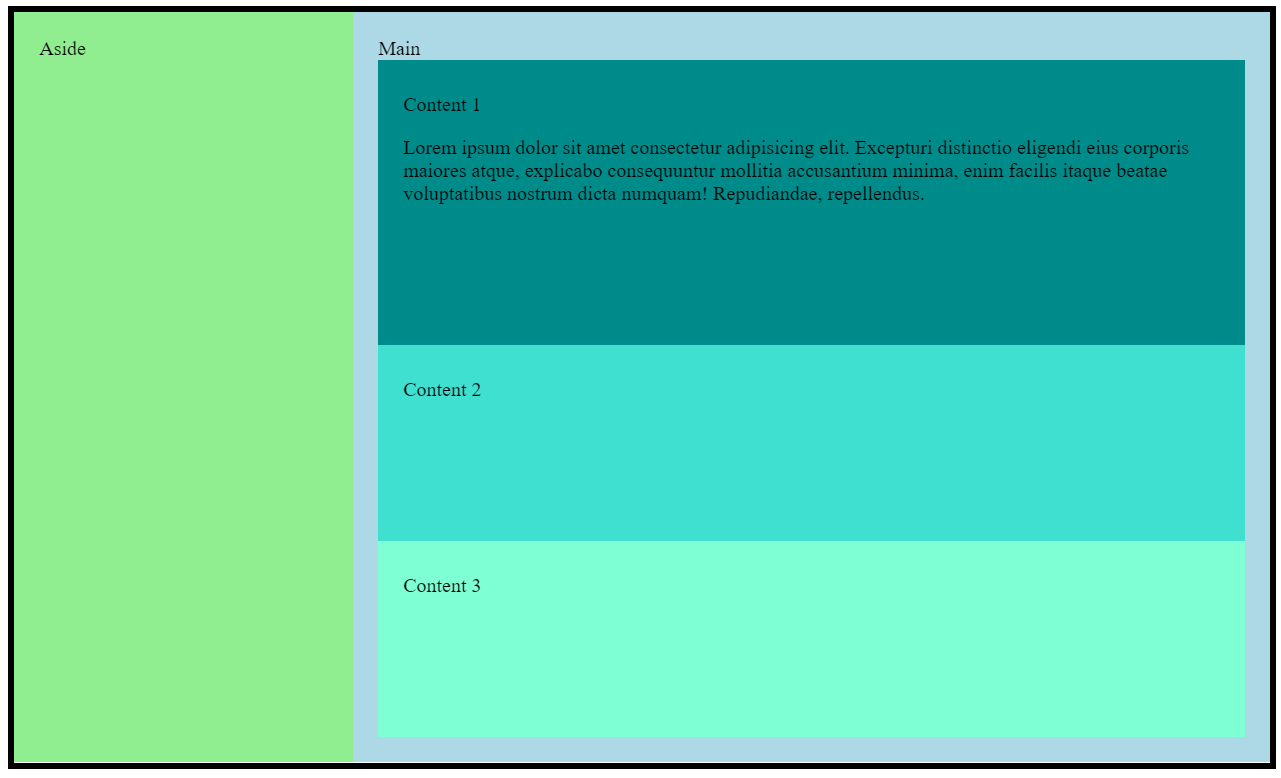 Aside
Main
Content 1
Lorem ipsum dolor sit amet consectetur adipisicing elit. Excepturi distinctio eligendi eius corporis
maiores atque, explicabo consequuntur mollitia accusantium minima, enim facilis itaque beatae
voluptatibus nostrum dicta numquam! Repudiandae, repellendus.
Content 2
Content 3